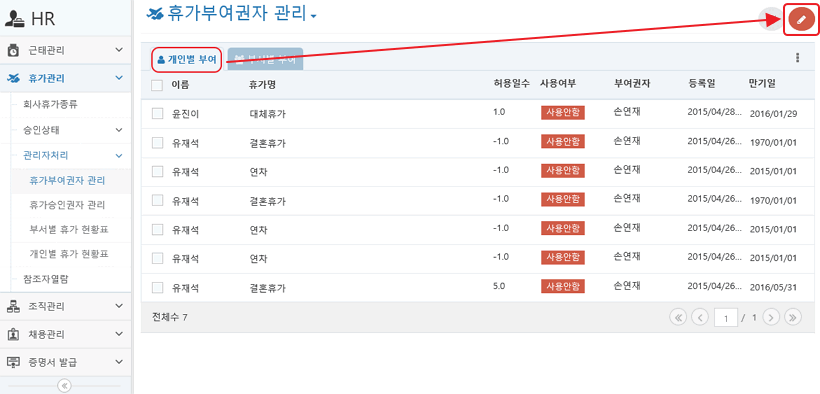 HR
근태관리
휴가관리
회사휴가종류
승인상태
관리자처리
휴가부여권자 관리
휴가승인권자 관리
부서별 휴가 현황표
개인별 휴가 현황표
참조자열람
조직관리
채용관리
증명서 발급
휴가부여권자 관리
개인별 부여
이름 휴가명 허용일수 사용여부 부여권자 등록일 만기일
윤진이 대체휴가 1.0 사용안함 손연재 2015/04/28... 2016/01/29
유재석 결혼휴가 -1.0 사용안함 손연재 2015/04/26... 1970/01/01
유재석 연차 -1.0 사용안함 손연재 2015/04/26... 2015/01/01
유재석 결혼휴가 -1.0 사용안함 손연재 2015/04/26... 1970/01/01
유재석 연차 -1.0 사용안함 손연재 2015/04/26... 2015/01/01
유재석 연차 -1.0 사용안함 손연재 2015/04/26... 2015/01/01
유재석 결혼휴가 5.0 사용안함 손연재 2015/04/26... 2016/05/31
전체수 7
1 / 1